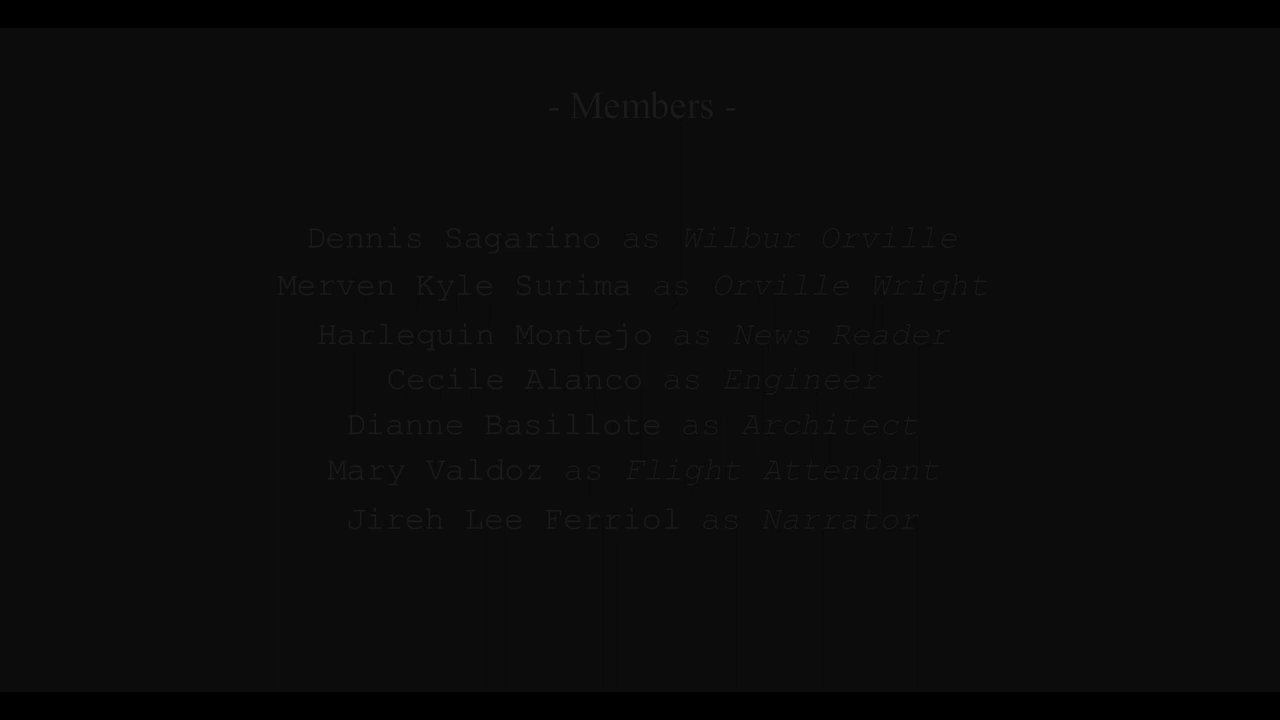 - Members -
Dennis Sagarino as Wilbur Orville
Merven Kyle Surima as Orville Wright
Harlequin Montejo as News Reader
Cecile Alanco as Engineer
Dianne Basillote as Architect
Mary Valdoz as Flight Attendant
Jireh Lee Ferriol as Narrator